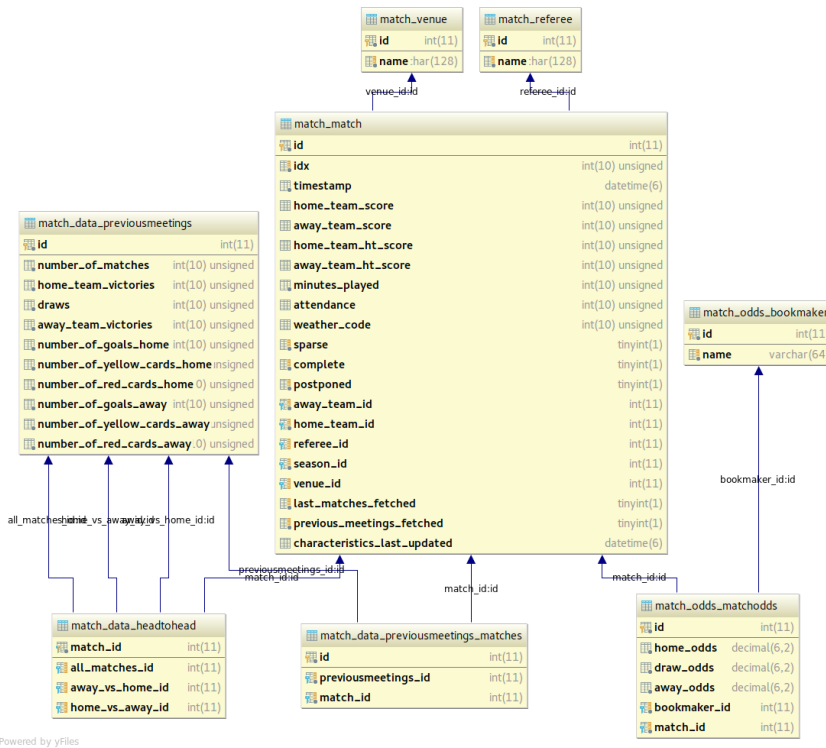 match_venue
id int(11)
name :har(128)
match_referee
id int(11)
name :har(128)
venue_id:id
referee_id:id
match_match
id int(11)
idx int(10) unsigned
timestamp datetime(6)
home_team_score int(10) unsigned
away_team_score int(10) unsigned
home_team_ht_score int(10) unsigned
away_team_ht_score int(10) unsigned
minutes_played int(10) unsigned
attendance int(10) unsigned
weather_code int(10) unsigned
sparse tinyint(1)
complete tinyint(1)
postponed tinyint(1)
away_team_id int(11)
home_team_id int(11)
referee_id int(11)
season_id int(11)
venue_id int(11)
last_matches_fetched tinyint(1)
previous_meetings_fetched tinyint(1)
characteristics_last_updated datetime(6)
match_data_previousmeetings
id int(11)
number_of_matches int(10) unsigned
home_team_victories int(10) unsigned
draws int(10) unsigned
away_team_victories int(10) unsigned
number_of_goals_home int(10) unsigned
number_of_yellow_cards_home unsigned
number_of_red_cards_home 0) unsigned
number_of_goals_away int(10) unsigned
number_of_yellow_cards_away unsigned
number_of_red_cards_away .0) unsigned
match_odds_bookmaker
id int(11
name varchar(64
bookmaker_id:id
previousmeetings_id:id
match_id:id
match_id:id
match_id:id
match_data_headtohead
match_id int(11)
all_matches_id int(11)
away_vs_home_id int(11)
home_vs_away_id int(11)
match_data_previousmeetings_matches
id int(11)
previousmeetings_id int(11)
match_id int(11)
match_odds_matchodds
id int(11)
home_odds decimal(6,2)
draw_odds decimal(6,2)
away_odds decimal(6,2)
bookmaker_id int(11)
match_id int(11)
Powered by yFiles